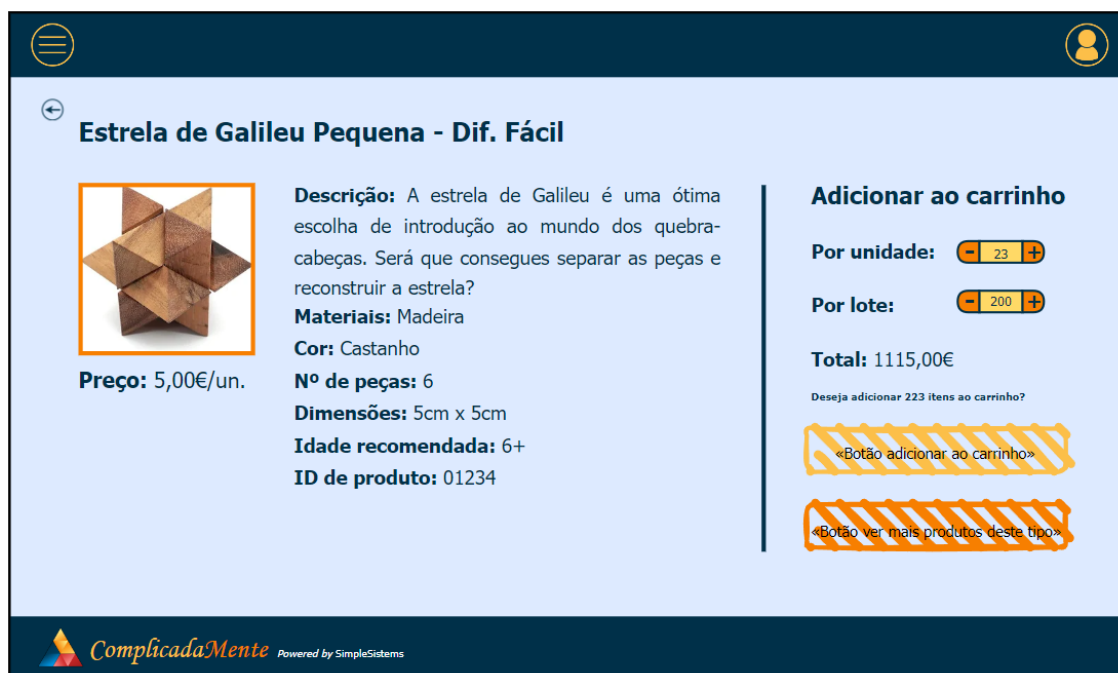 Estrela de Galileu Pequena - Dif. Fácil
Preço: 5,00€/un.
Descrição: A estrela de Galileu é uma ótima
escolha de introdução ao mundo dos quebra-
cabeças. Será que consegues separar as peças e
reconstruir a estrela?
Materiais: Madeira
Cor: Castanho
Nº de peças: 6
Dimensões: 5cm x 5cm
Idade recomendada: 6+
ID de produto: 01234
Adicionar ao carrinho
Por unidade: - 23 +
Por lote: - 200 +
Total: 1115,00€
Deseja adicionar 223 itens ao carrinho?
«Botão adicionar ao carrinho»
«Botão ver mais produtos deste tipo»
ComplicadaMente Powered by SimpleSistems